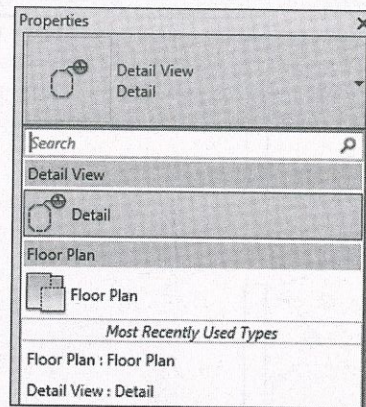 Properties
Detail View
Detail
Search
Detail View
Detail
Floor Plan
Floor Plan
Most Recently Used Types
Floor Plan : Floor Plan
Detail View : Detail